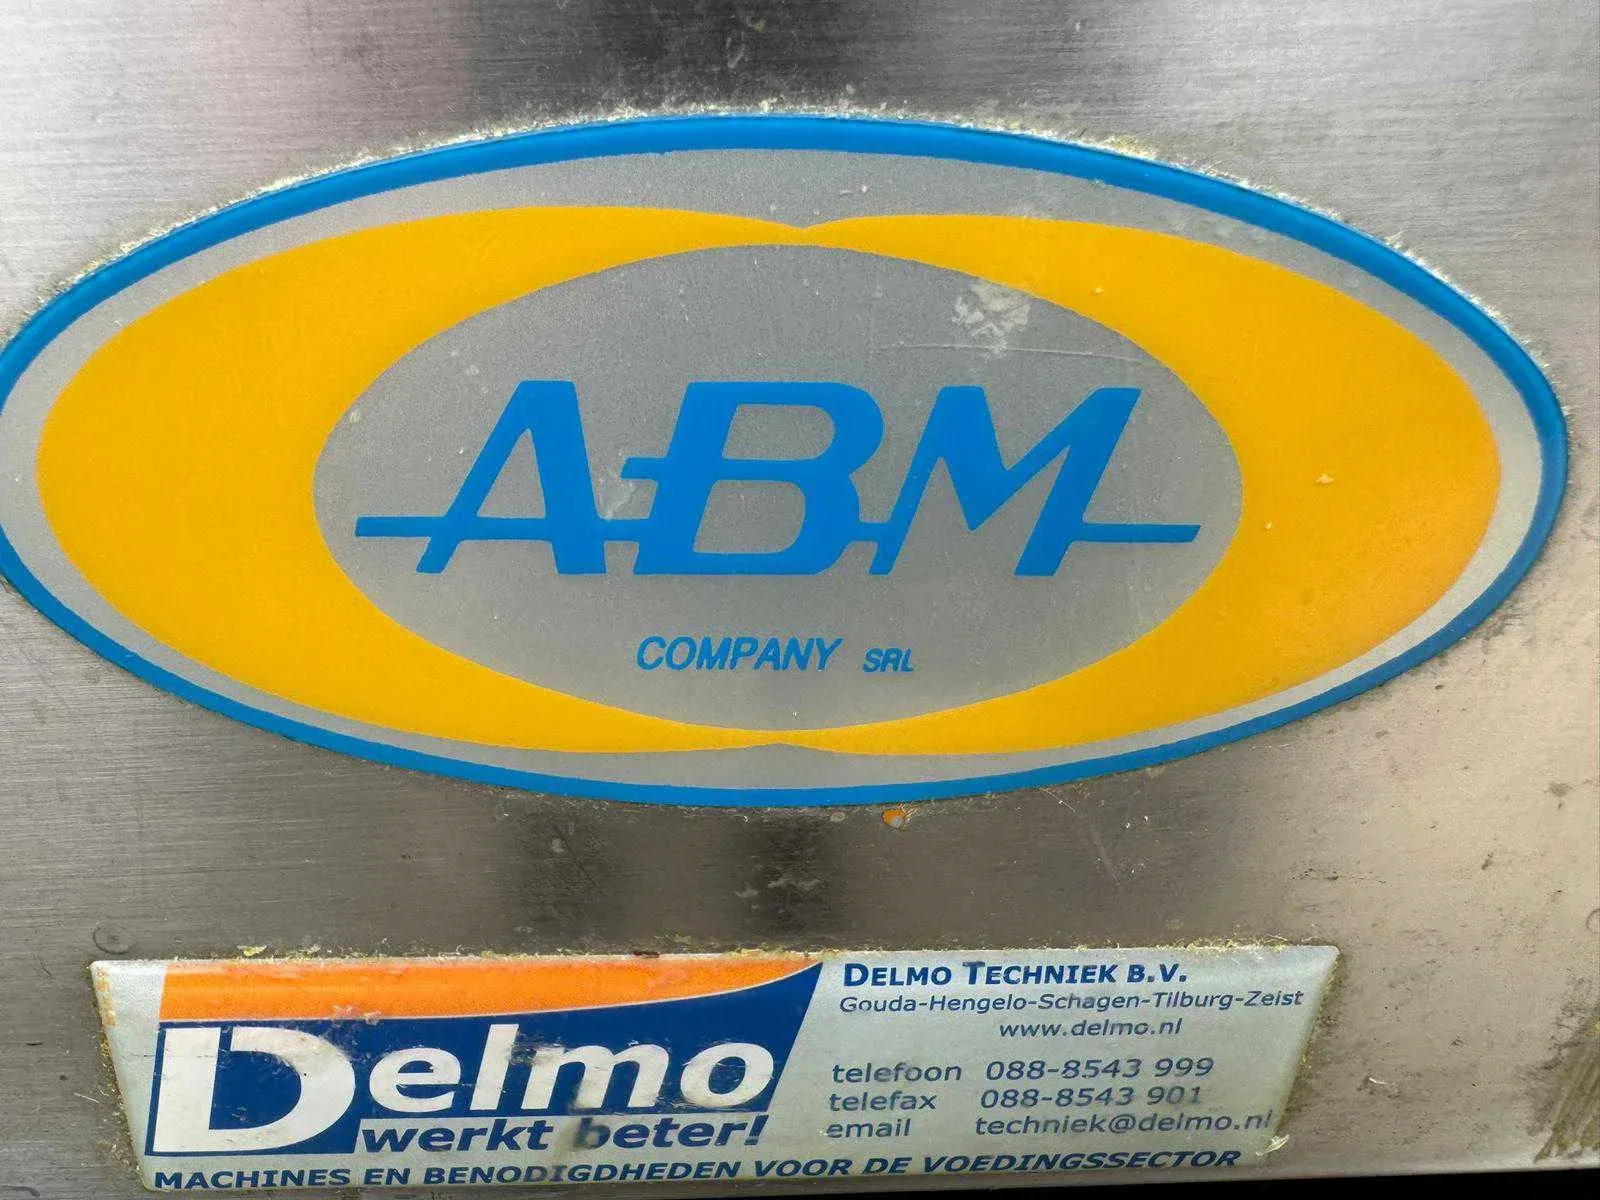 ABM
COMPANY SRL
Delmo
werkt beter!
DELMO TECHNIEK B.V.
Gouda-Hengelo-Schagen-Tilburg-Zeist
www.delmo.nl
telefoon 088-8543 999
telefax 088-8543 901
email techniek@delmo.nl
MACHINES EN BENODIGDHEDEN VOOR DE VOEDINGSSECTOR